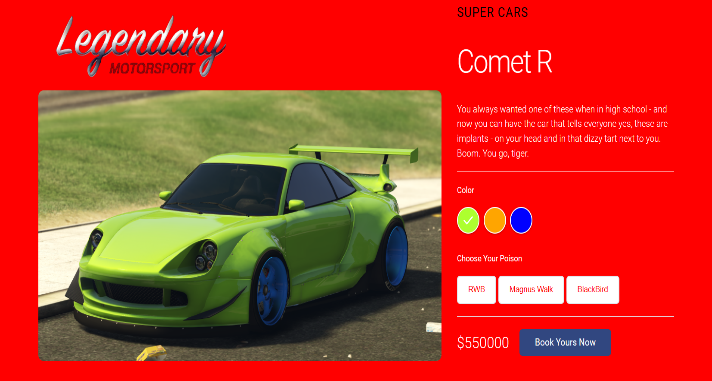 Legendary
MOTORSPORT
SUPER CARS
Comet R
You always wanted one of these when in high school - and
now you can have the car that tells everyone yes, these are
implants - on your head and in that dizzy tart next to you.
Boom. You go, tiger.
Color
Choose Your Poison
RWB Magnus Walk BlackBird
$550000 Book Yours Now